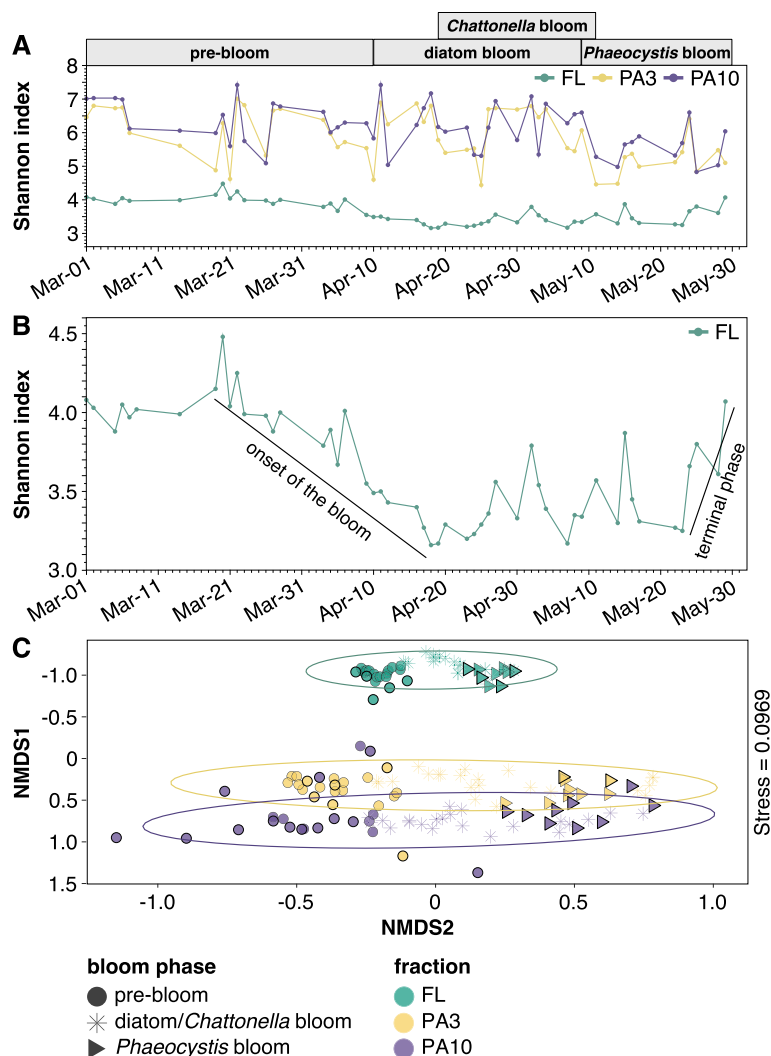 Chattonella bloom
A
pre-bloom diatom bloom Phaeocystis bloom
FL PA3 PA10
Shannon index
8
7
6
5
4
3
Mar-01 Mar-11 Mar-21 Mar-31 Apr-10 Apr-20 Apr-30 May-10 May-20 May-30
B
FL
Shannon index
4.5
4.0
3.5
3.0
onset of the bloom
terminal phase
Mar-01 Mar-11 Mar-21 Mar-31 Apr-10 Apr-20 Apr-30 May-10 May-20 May-30
C
NMDS1
-1.0
-0.5
0
0.5
1.0
1.5
Stress = 0.0969
-1.0 -0.5 0 0.5 1.0
NMDS2
bloom phase fraction
pre-bloom FL
diatom/Chattonella bloom PA3
Phaeocystis bloom PA10